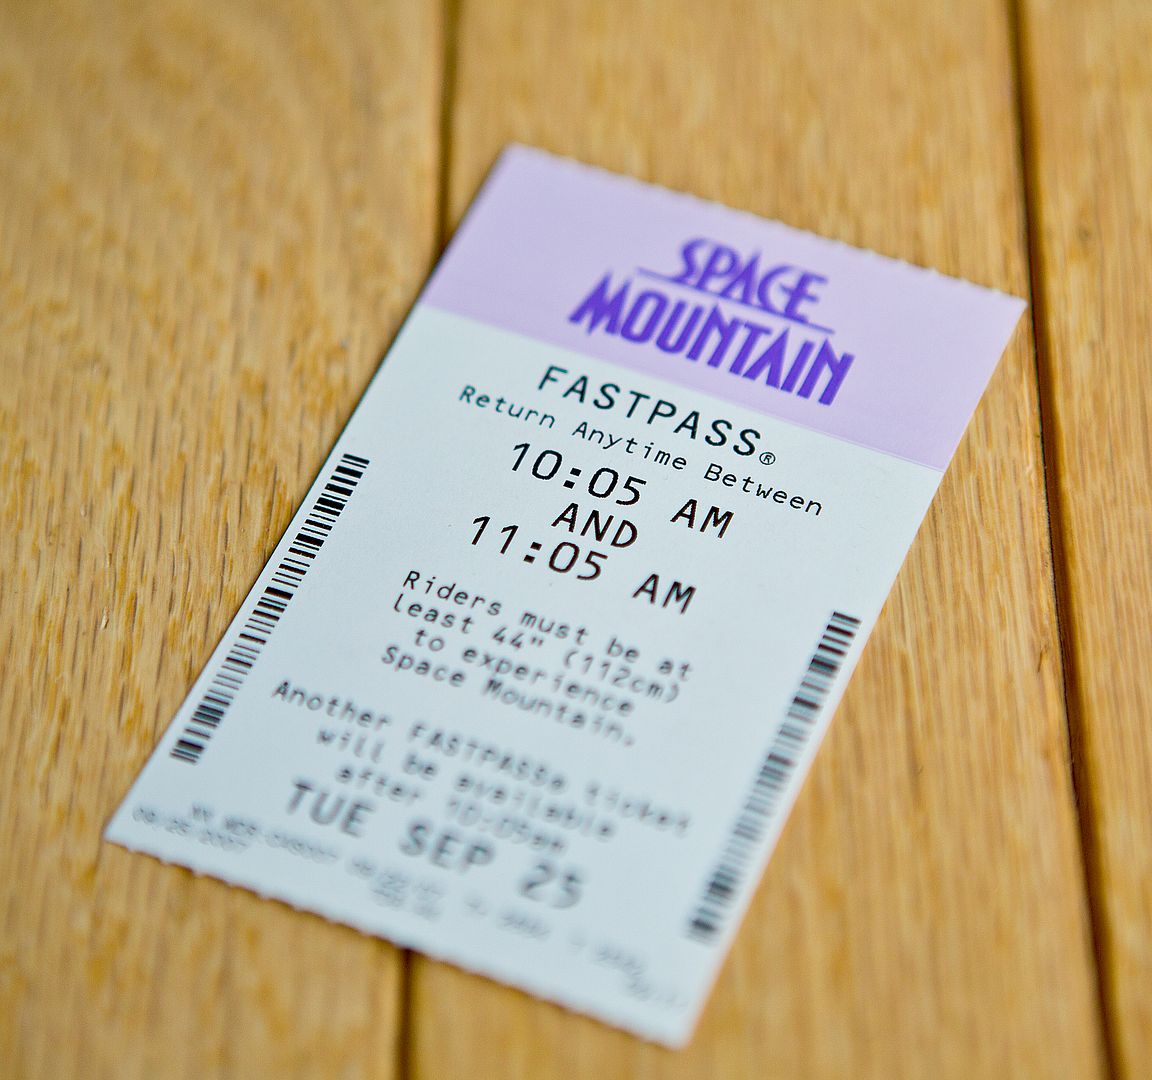 SPACE
MOUNTAIN
FASTPASS®
Return Anytime Between
10:05 AM
AND
11:05 AM
Riders must be at
least 44" (112cm)
to experience
Space Mountain.
Another FASTPASS® ticket
will be available
after 10:05am
TUE SEP 25